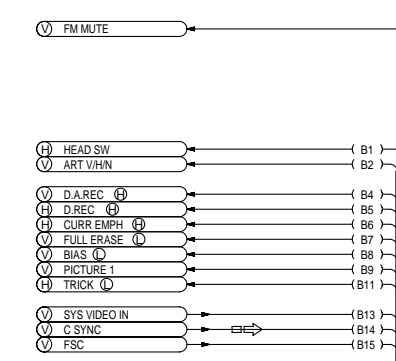 V FM MUTE
H HEAD SW B1
V ART V/H/N B2
V D.A.REC H B4
H D.REC H B5
H CURR EMPH H B6
V FULL ERASE L B7
V BIAS L B8
V PICTURE 1 B9
H TRICK L B11
V SYS VIDEO IN B13
V C SYNC B14
V FSC B15